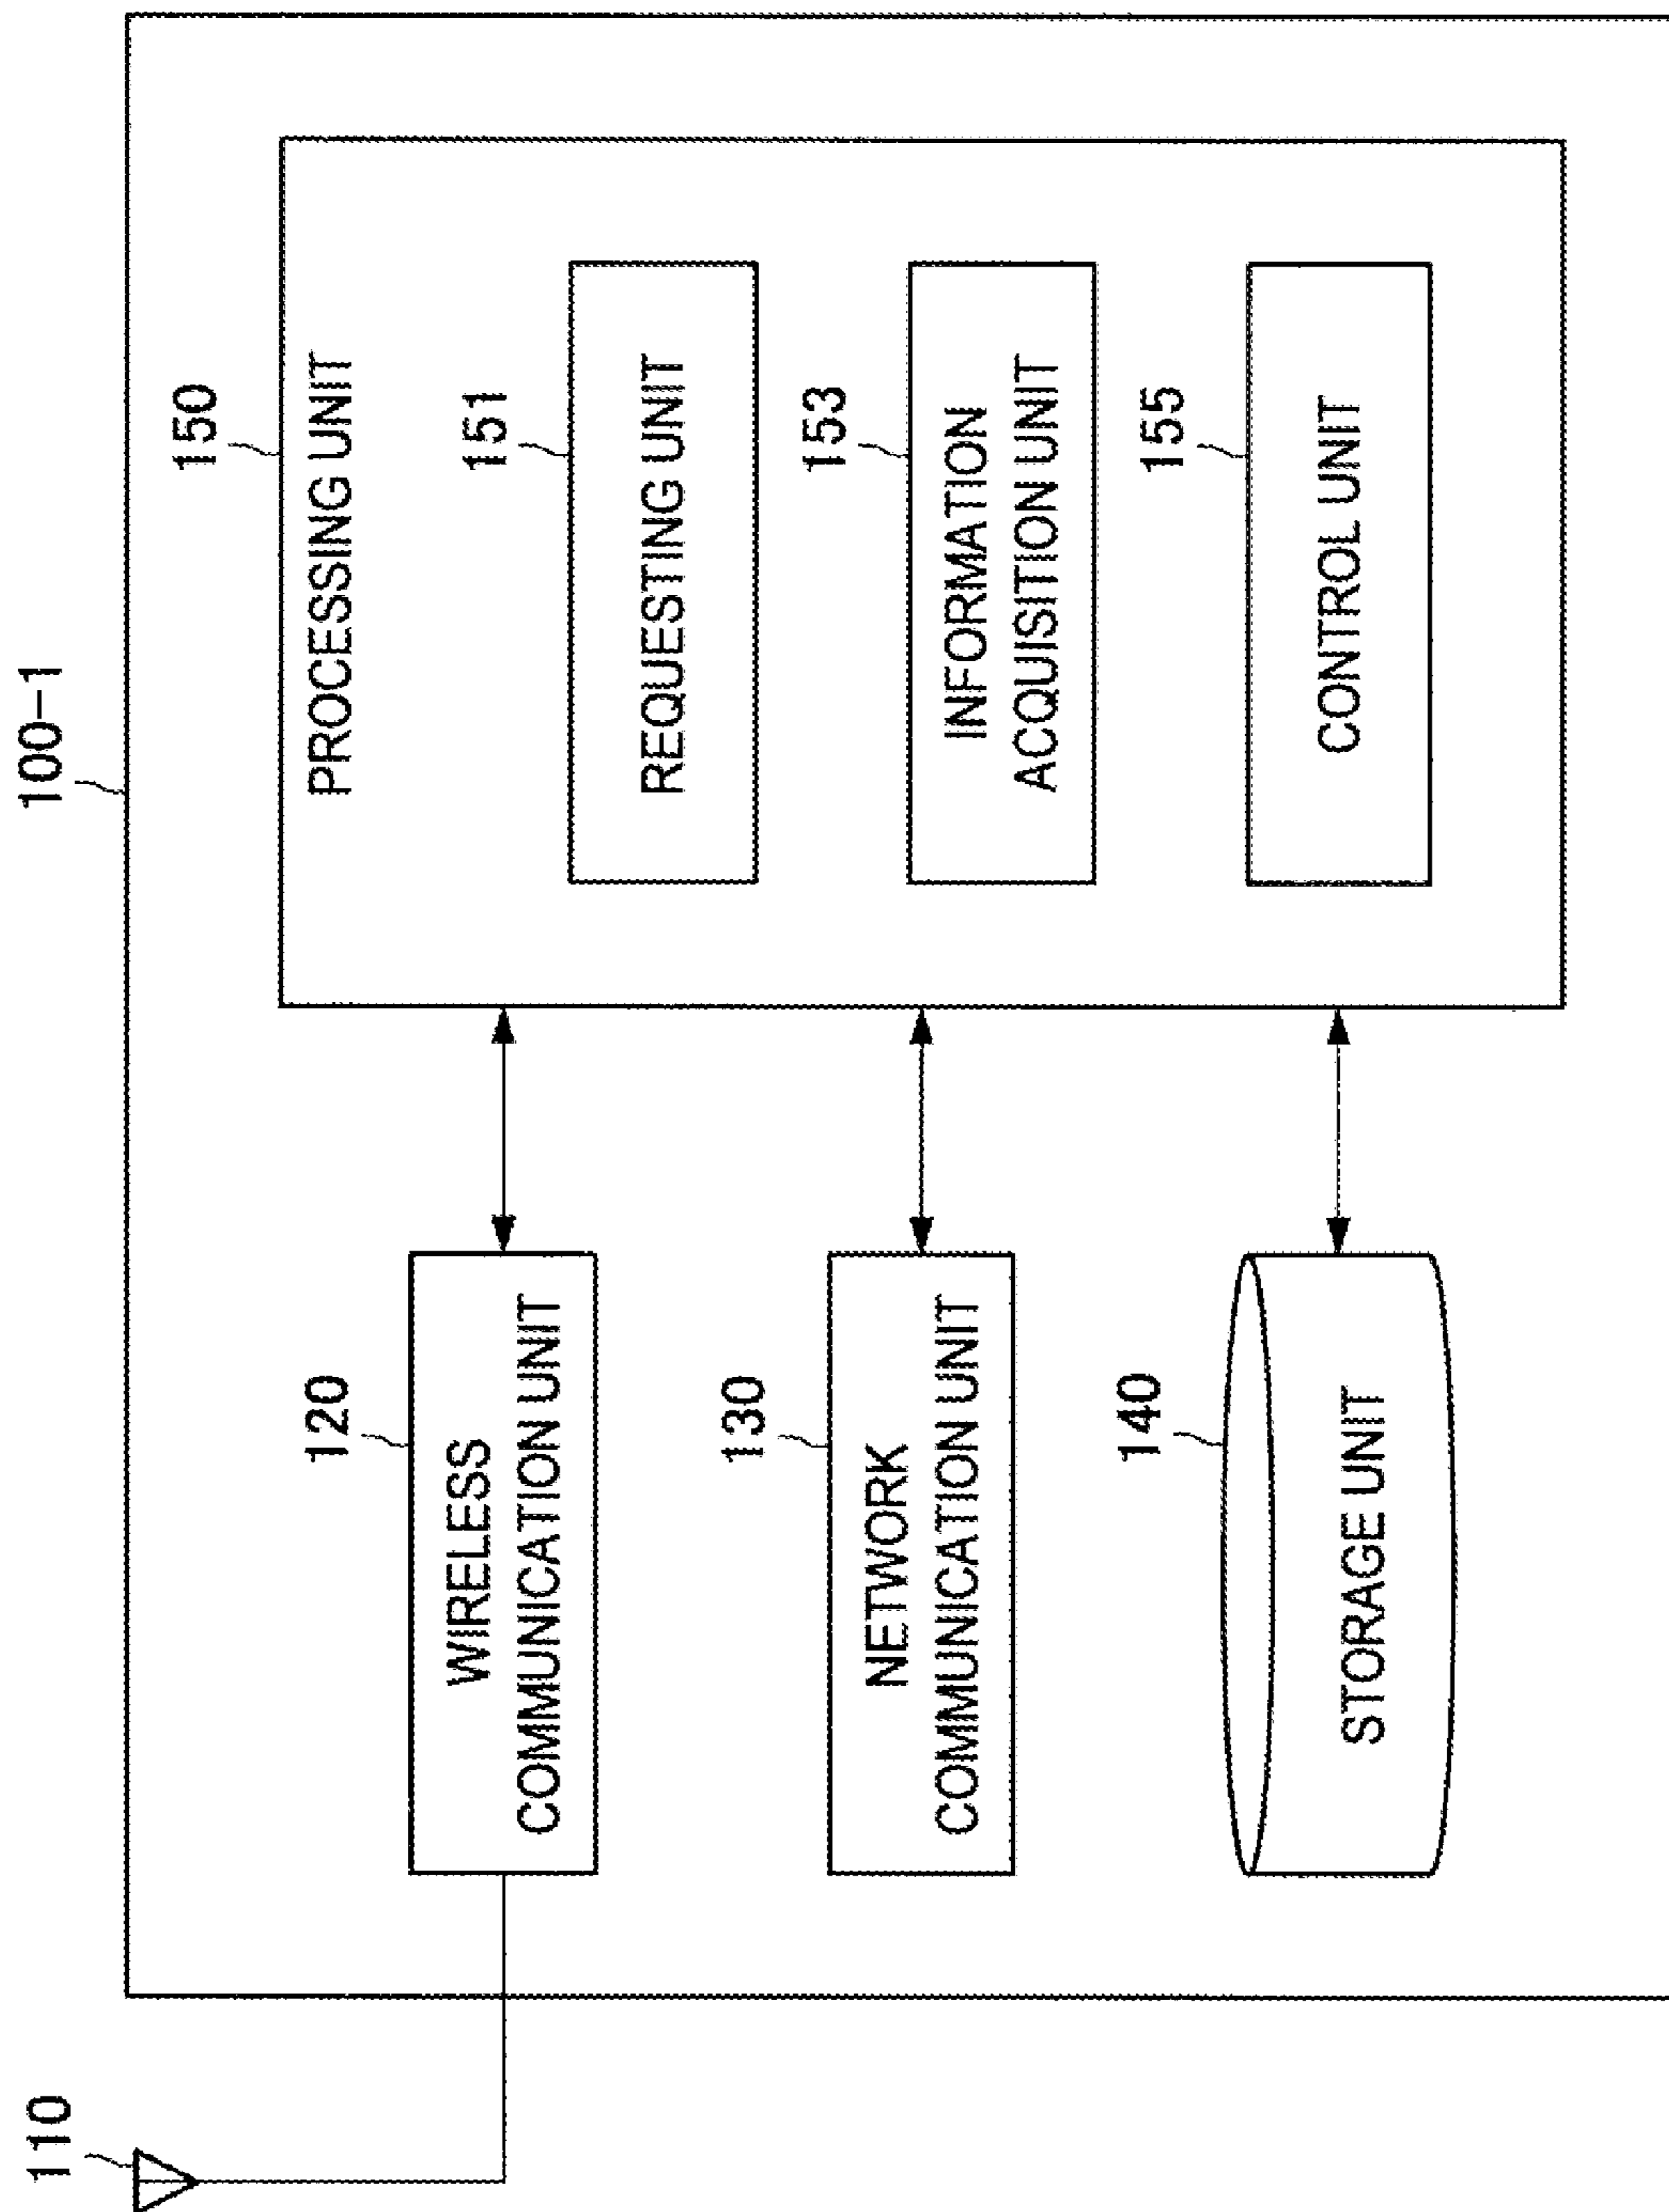 100-1
110
120
WIRELESS
COMMUNICATION UNIT
130
NETWORK
COMMUNICATION UNIT
140
STORAGE UNIT
150
PROCESSING UNIT
151
REQUESTING UNIT
153
INFORMATION
ACQUISITION UNIT
155
CONTROL UNIT